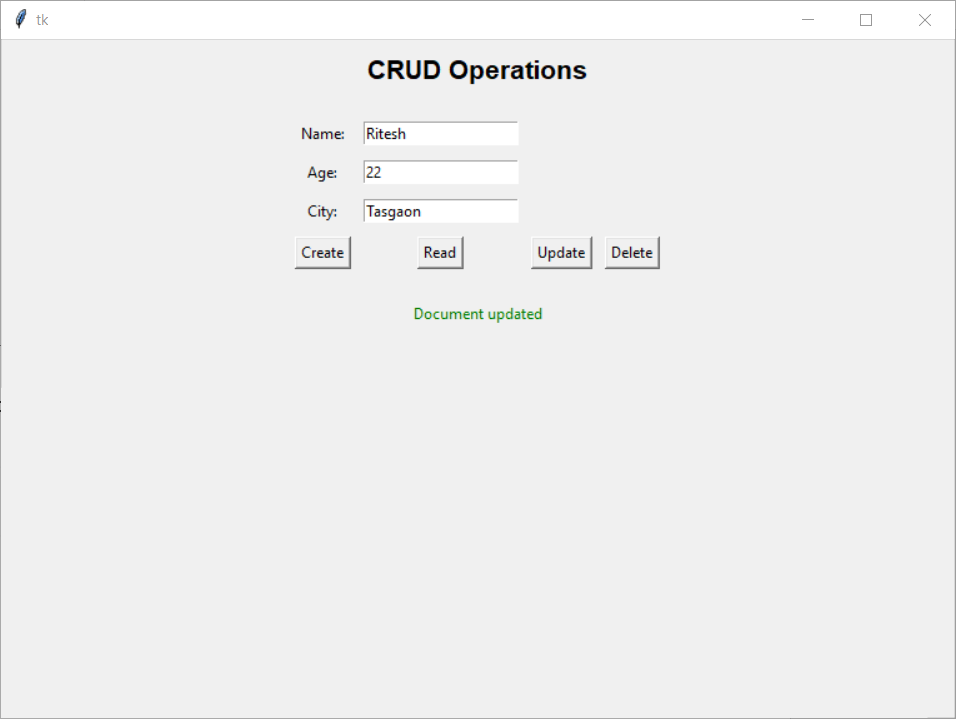 tk
CRUD Operations
Name: Ritesh
Age: 22
City: Tasgaon
Create Read Update Delete
Document updated